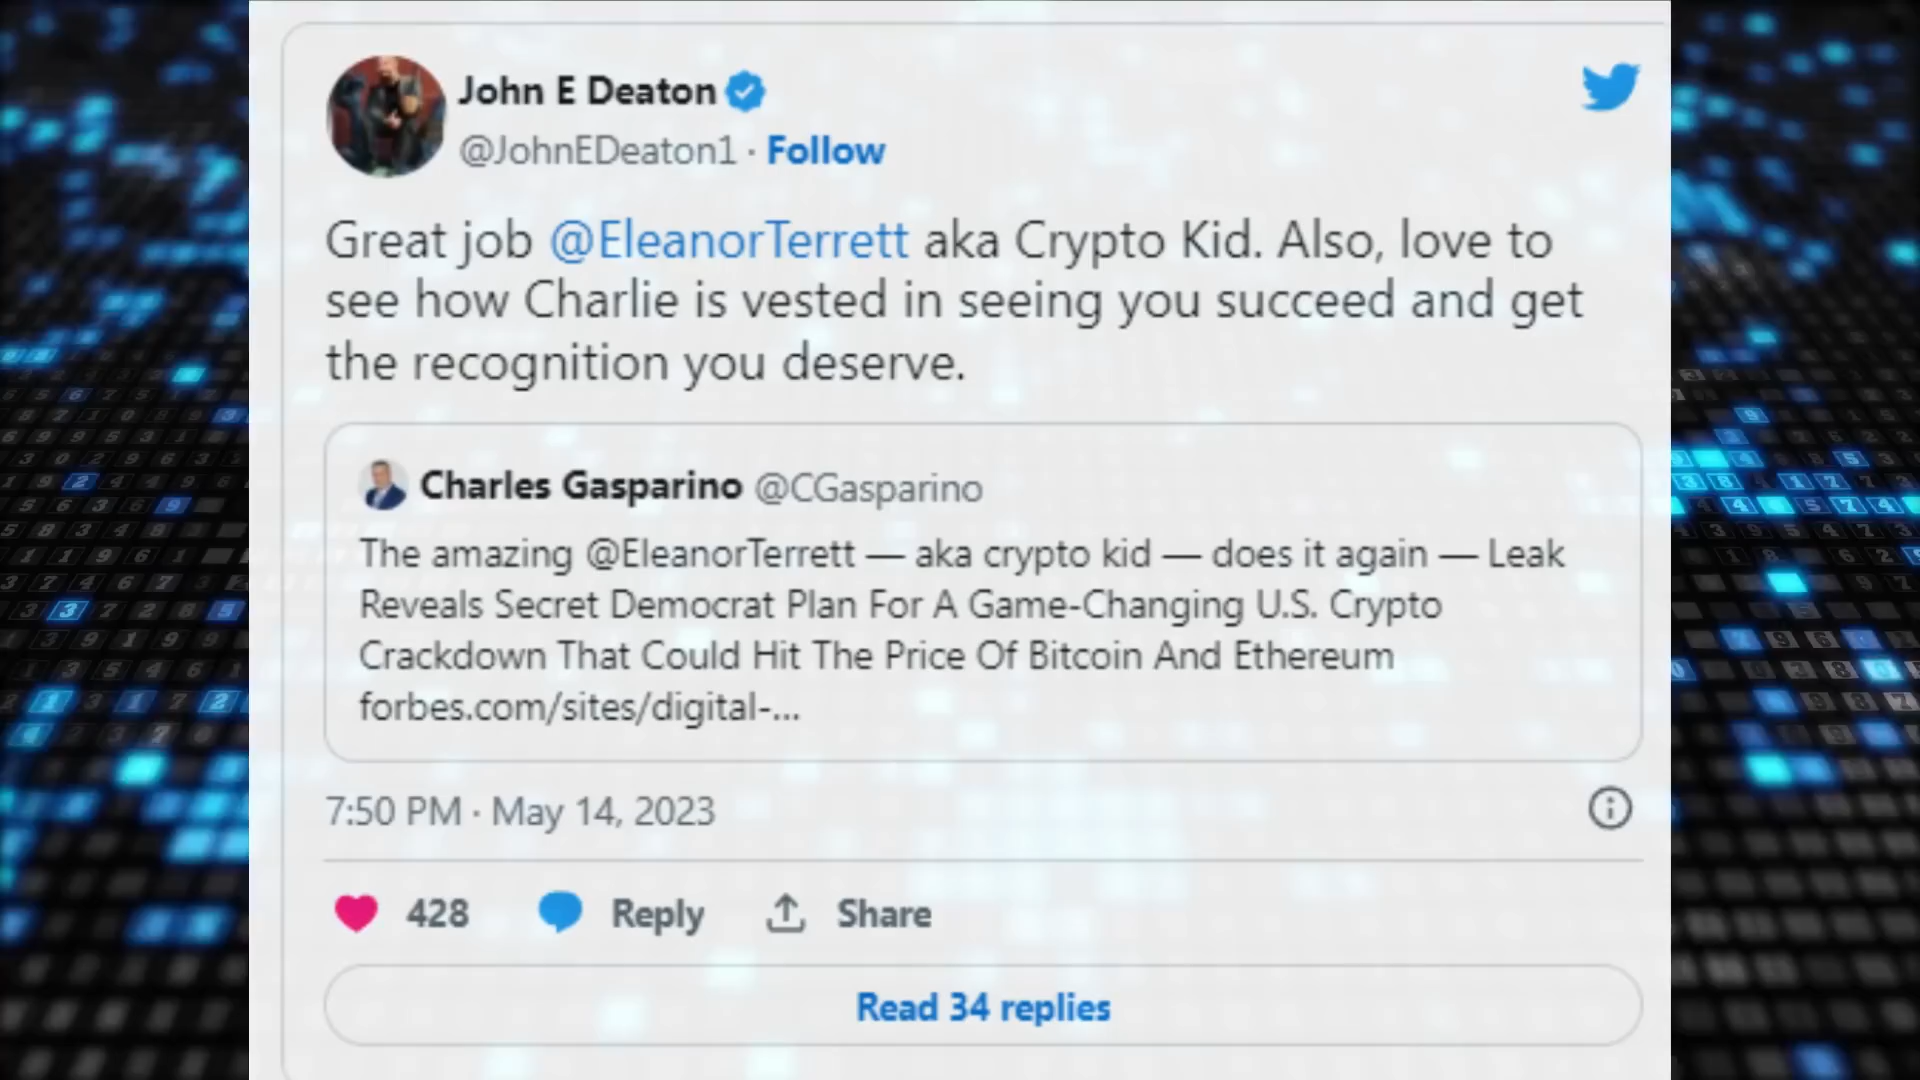 John E Deaton
@JohnEDeaton1 · Follow
Great job @EleanorTerrett aka Crypto Kid. Also, love to
see how Charlie is vested in seeing you succeed and get
the recognition you deserve.
Charles Gasparino @CGasparino
The amazing @EleanorTerrett — aka crypto kid — does it again — Leak
Reveals Secret Democrat Plan For A Game-Changing U.S. Crypto
Crackdown That Could Hit The Price Of Bitcoin And Ethereum
forbes.com/sites/digital-...
7:50 PM · May 14, 2023
428 Reply Share
Read 34 replies